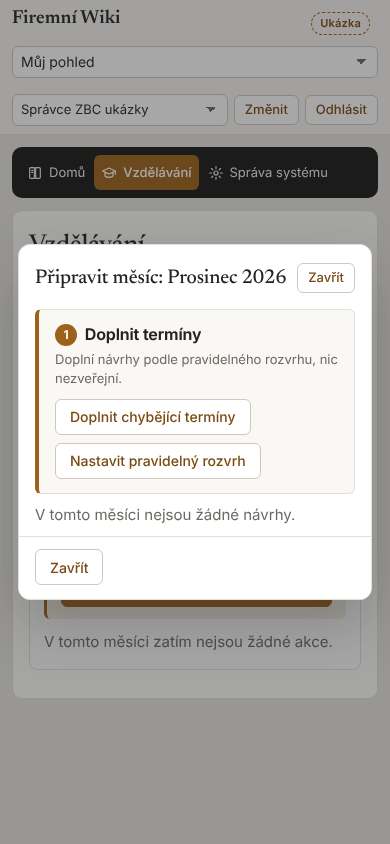 Firemní Wiki
Ukázka
Můj pohled
Správce ZBC ukázky
Změnit
Odhlásit
Domů
Vzdělávání
Správa systému
Vzdělávání
Připravit měsíc: Prosinec 2026
Zavřít
1 Doplnit termíny
Doplní návrhy podle pravidelného rozvrhu, nic
nezveřejní.
Doplnit chybějící termíny
Nastavit pravidelný rozvrh
V tomto měsíci nejsou žádné návrhy.
Zavřít
V tomto měsíci zatím nejsou žádné akce.